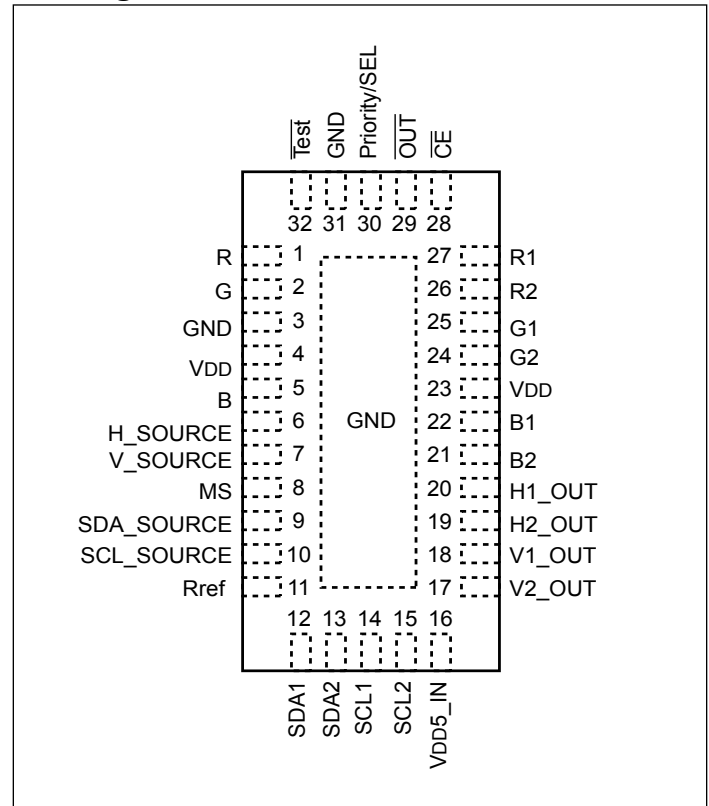 Test GND Priority/SEL OUT CE
32 31 30 29 28
R 1 27 R1
G 2 26 R2
GND 3 25 G1
VDD 4 24 G2
B 5 23 VDD
H_SOURCE 6 GND 22 B1
V_SOURCE 7 21 B2
MS 8 20 H1_OUT
SDA_SOURCE 9 19 H2_OUT
SCL_SOURCE 10 18 V1_OUT
Rref 11 17 V2_OUT
12 13 14 15 16
SDA1 SDA2 SCL1 SCL2 VDD5_IN